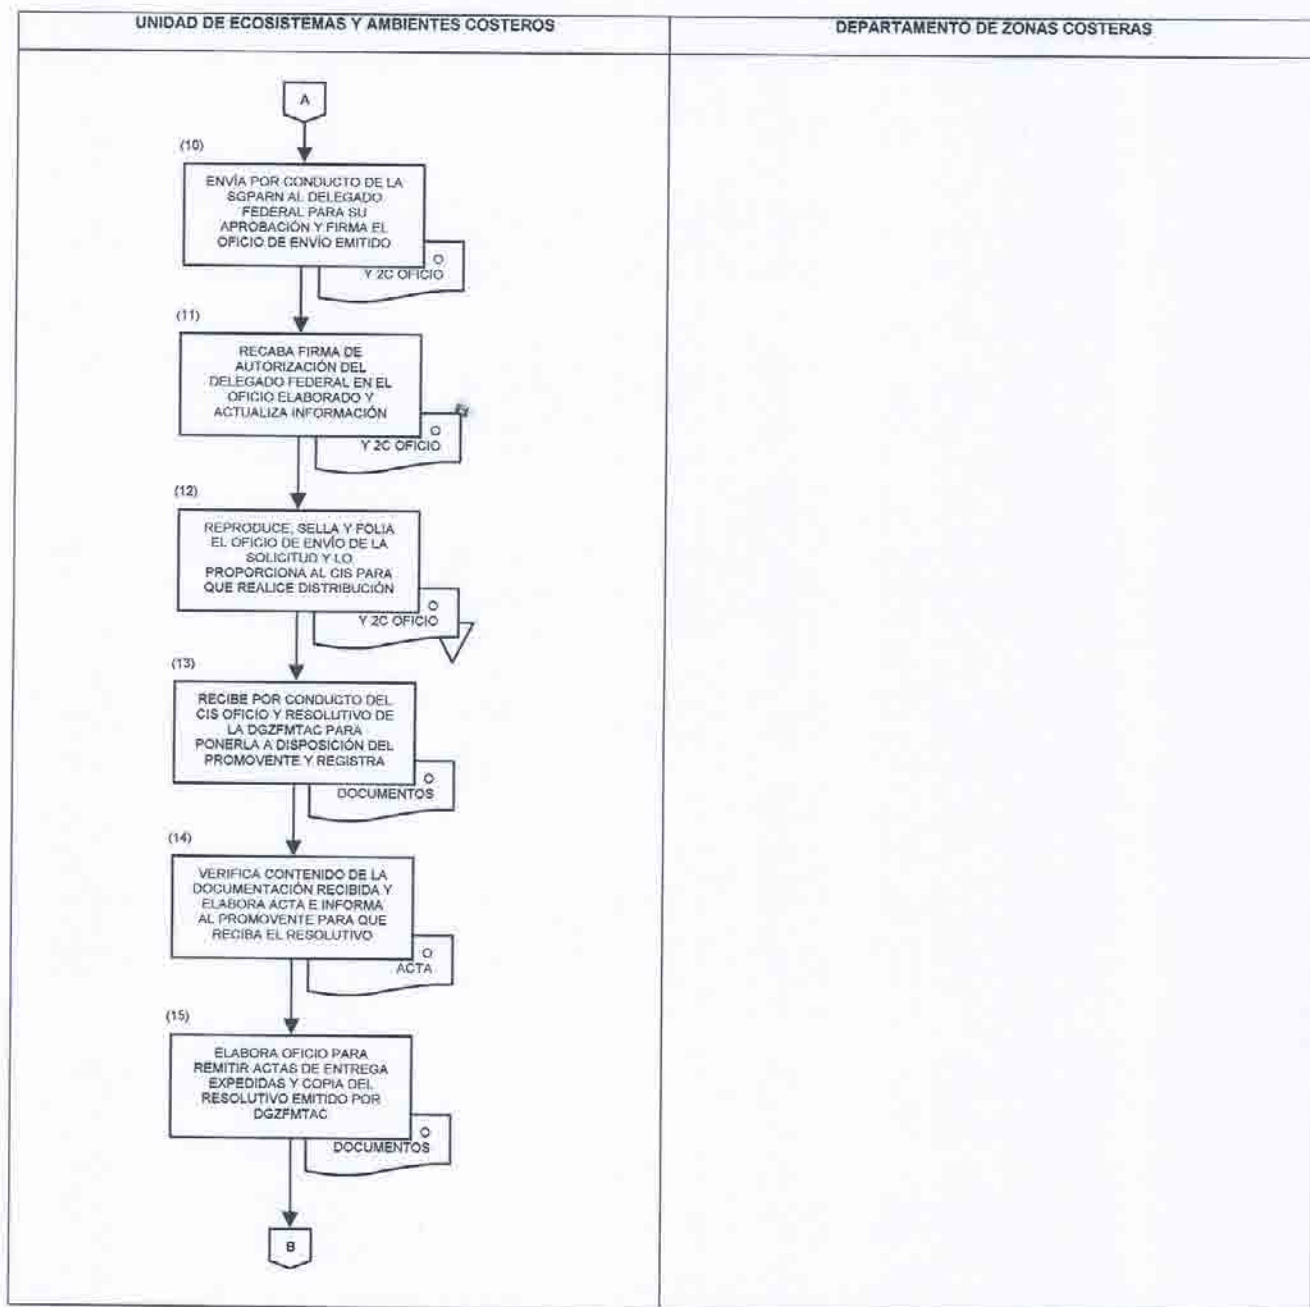 UNIDAD DE ECOSISTEMAS Y AMBIENTES COSTEROS
DEPARTAMENTO DE ZONAS COSTERAS
A
(10)
ENVÍA POR CONDUCTO DE LA
SGPARN AL DELEGADO
FEDERAL PARA SU
APROBACIÓN Y FIRMA EL
OFICIO DE ENVÍO EMITIDO
O
Y 2C OFICIO
(11)
RECABA FIRMA DE
AUTORIZACIÓN DEL
DELEGADO FEDERAL EN EL
OFICIO ELABORADO Y
ACTUALIZA INFORMACIÓN
O
Y 2C OFICIO
(12)
REPRODUCE, SELLA Y FOLIA
EL OFICIO DE ENVÍO DE LA
SOLICITUD Y LO
PROPORCIONA AL CIS PARA
QUE REALICE DISTRIBUCIÓN
O
Y 2C OFICIO
(13)
RECIBE POR CONDUCTO DEL
CIS OFICIO Y RESOLUTIVO DE
LA DGZFMTAC PARA
PONERLA A DISPOSICIÓN DEL
PROMOVENTE Y REGISTRA
O
DOCUMENTOS
(14)
VERIFICA CONTENIDO DE LA
DOCUMENTACIÓN RECIBIDA Y
ELABORA ACTA E INFORMA
AL PROMOVENTE PARA QUE
RECIBA EL RESOLUTIVO
O
ACTA
(15)
ELABORA OFICIO PARA
REMITIR ACTAS DE ENTREGA
EXPEDIDAS Y COPIA DEL
RESOLUTIVO EMITIDO POR
DGZFMTAC
O
DOCUMENTOS
B